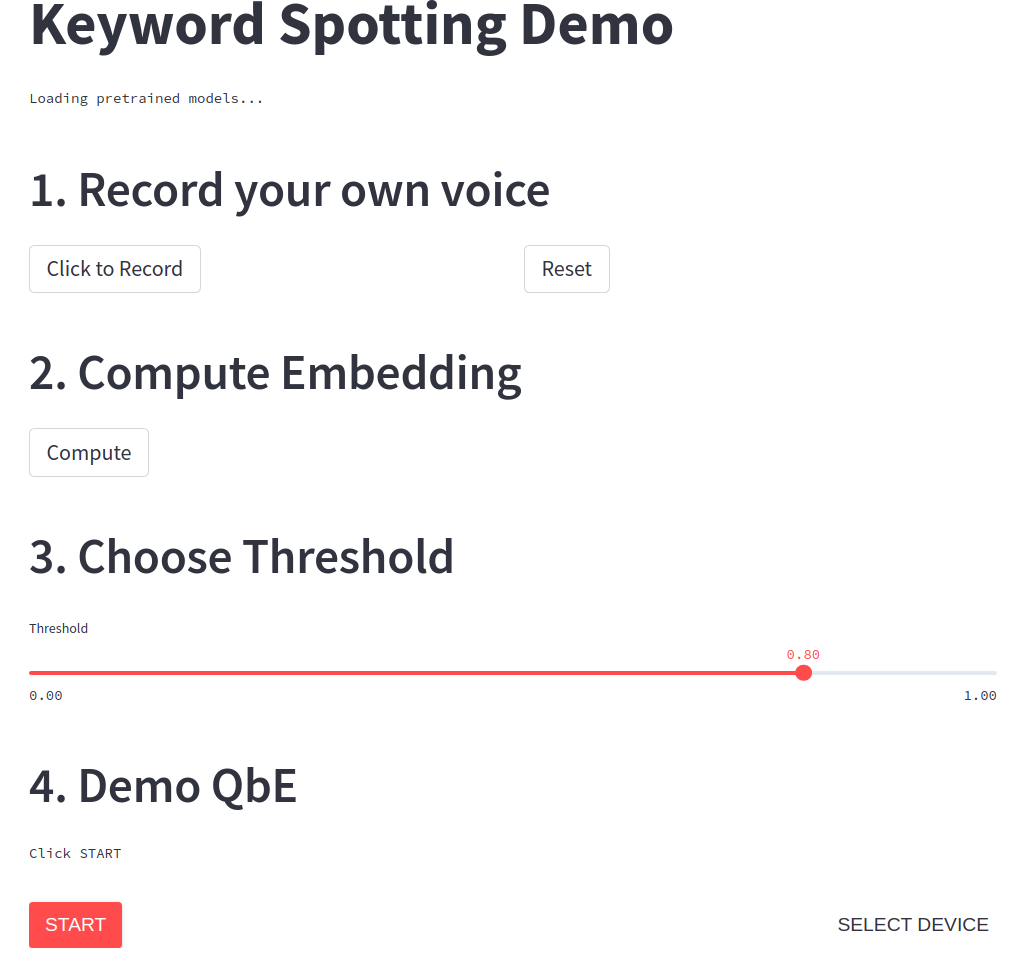 Keyword Spotting Demo
Loading pretrained models...
1. Record your own voice
Click to Record Reset
2. Compute Embedding
Compute
3. Choose Threshold
Threshold
0.80
0.00 1.00
4. Demo QbE
Click START
START SELECT DEVICE